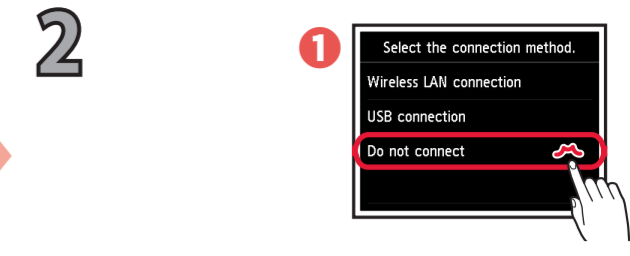 2
1
Select the connection method.
Wireless LAN connection
USB connection
Do not connect